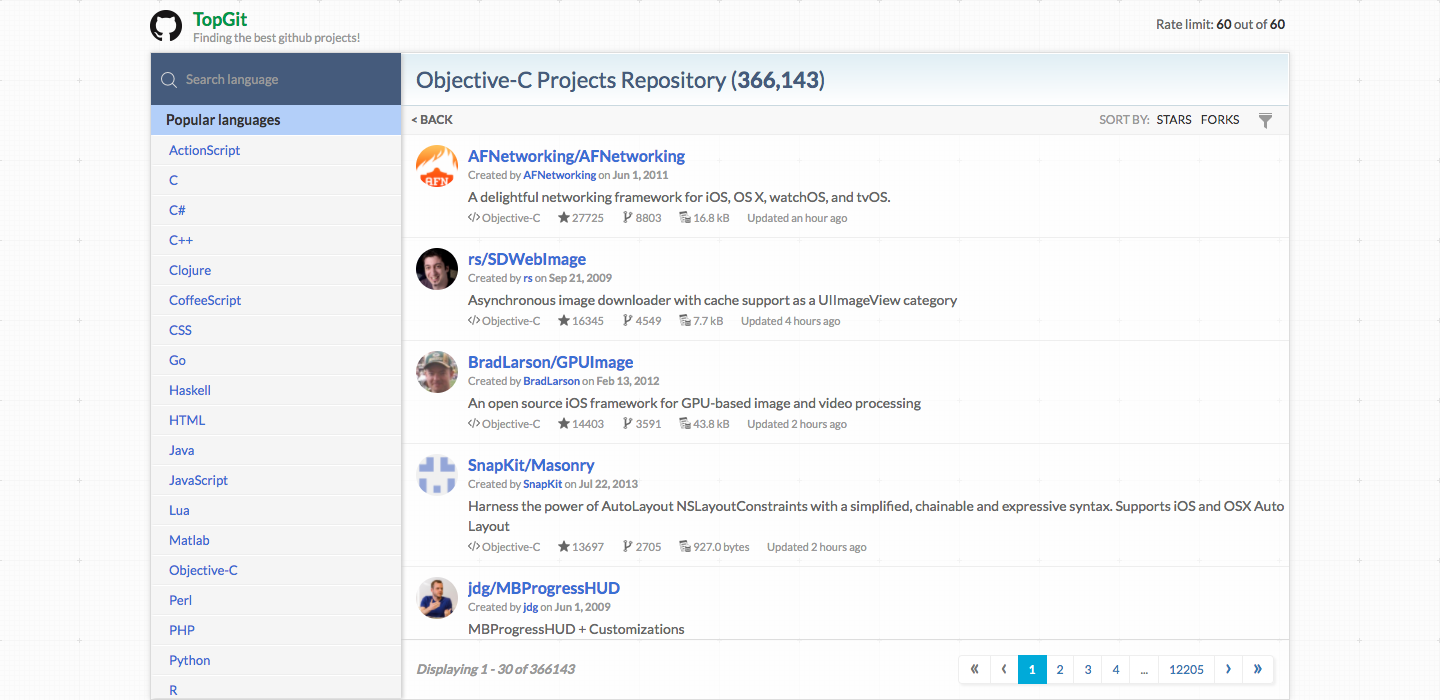 TopGit
Finding the best github projects!
Rate limit: 60 out of 60
Search language
Popular languages
ActionScript
C
C#
C++
Clojure
CoffeeScript
CSS
Go
Haskell
HTML
Java
JavaScript
Lua
Matlab
Objective-C
Perl
PHP
Python
R
Objective-C Projects Repository (366,143)
< BACK
SORT BY: STARS FORKS
AFN
AFNetworking/AFNetworking
Created by AFNetworking on Jun 1, 2011
A delightful networking framework for iOS, OS X, watchOS, and tvOS.
Objective-C 27725 8803 16.8 kB Updated an hour ago
rs/SDWebImage
Created by rs on Sep 21, 2009
Asynchronous image downloader with cache support as a UIImageView category
Objective-C 16345 4549 7.7 kB Updated 4 hours ago
BradLarson/GPUImage
Created by BradLarson on Feb 13, 2012
An open source iOS framework for GPU-based image and video processing
Objective-C 14403 3591 43.8 kB Updated 2 hours ago
SnapKit/Masonry
Created by SnapKit on Jul 22, 2013
Harness the power of AutoLayout NSLayoutConstraints with a simplified, chainable and expressive syntax. Supports iOS and OSX Auto
Layout
Objective-C 13697 2705 927.0 bytes Updated 2 hours ago
jdg/MBProgressHUD
Created by jdg on Jun 1, 2009
MBProgressHUD + Customizations
Displaying 1 - 30 of 366143
« ‹ 1 2 3 4 ... 12205 › »